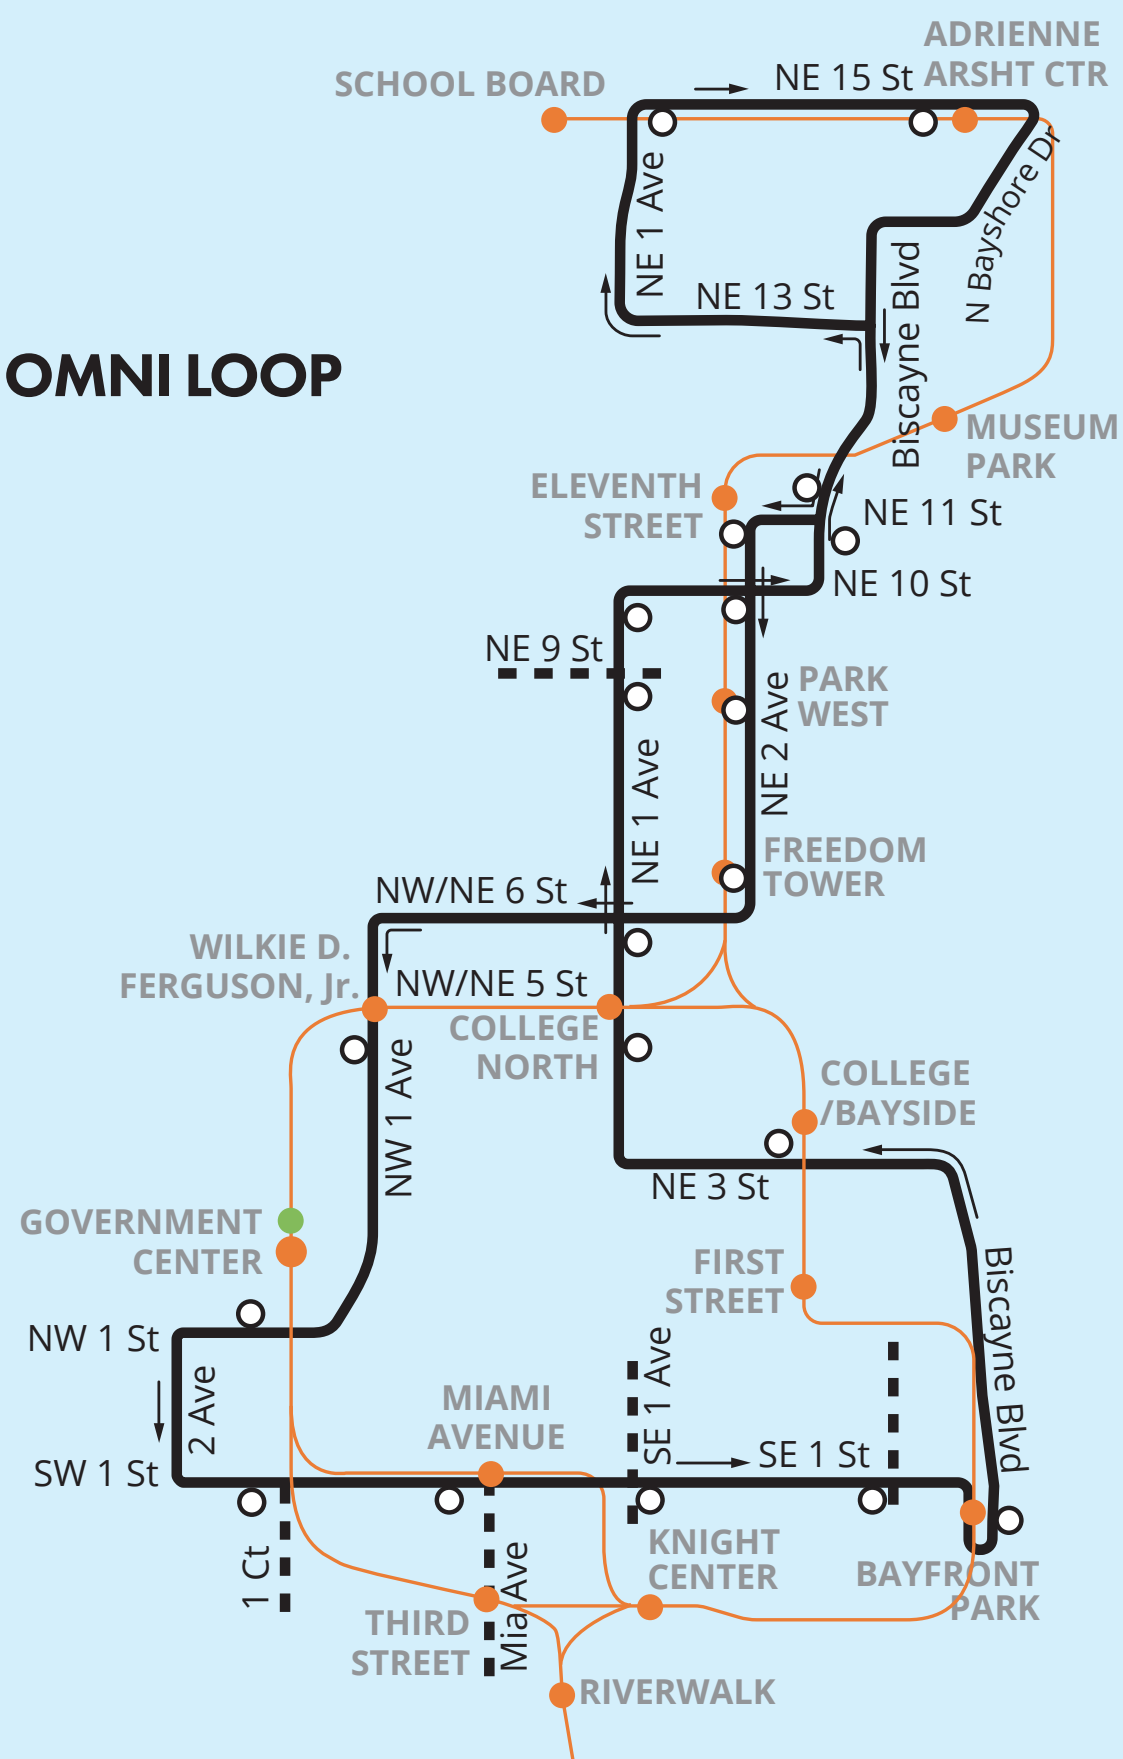 ADRIENNE
ARSHT CTR
SCHOOL BOARD
NE 15 St
NE 1 Ave
N Bayshore Dr
NE 13 St
Biscayne Blvd
OMNI LOOP
MUSEUM
PARK
ELEVENTH
STREET
NE 11 St
NE 10 St
NE 9 St
PARK
WEST
NE 2 Ave
NE 1 Ave
FREEDOM
TOWER
NW/NE 6 St
WILKIE D.
FERGUSON, Jr.
NW/NE 5 St
COLLEGE
NORTH
NW 1 Ave
COLLEGE
/BAYSIDE
NE 3 St
GOVERNMENT
CENTER
FIRST
STREET
Biscayne Blvd
NW 1 St
2 Ave
SE 1 Ave
MIAMI
AVENUE
SW 1 St
SE 1 St
1 Ct
Mia Ave
KNIGHT
CENTER
BAYFRONT
PARK
THIRD
STREET
RIVERWALK